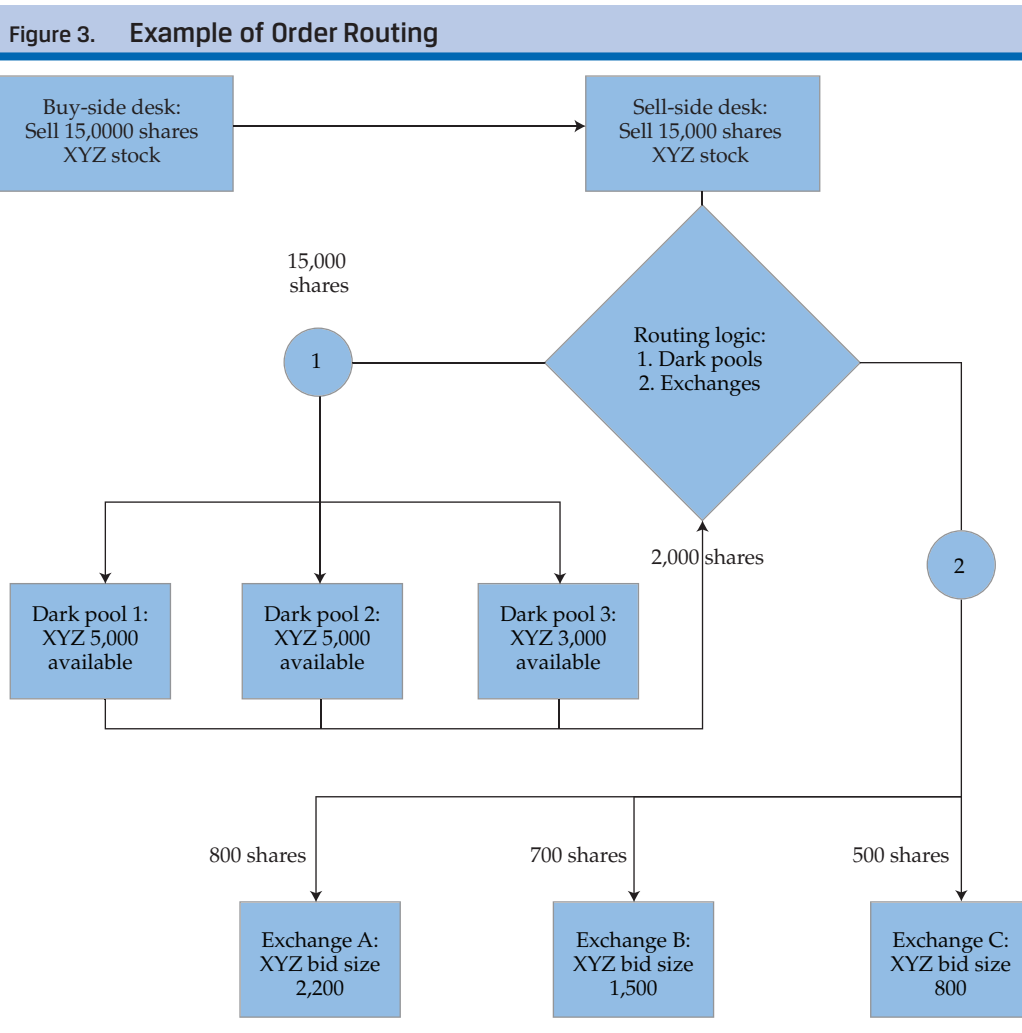 Figure 3. Example of Order Routing
Buy-side desk:
Sell 15,0000 shares
XYZ stock
Sell-side desk:
Sell 15,000 shares
XYZ stock
15,000
shares
1
Routing logic:
1. Dark pools
2. Exchanges
2,000 shares
2
Dark pool 1:
XYZ 5,000
available
Dark pool 2:
XYZ 5,000
available
Dark pool 3:
XYZ 3,000
available
800 shares
700 shares
500 shares
Exchange A:
XYZ bid size
2,200
Exchange B:
XYZ bid size
1,500
Exchange C:
XYZ bid size
800